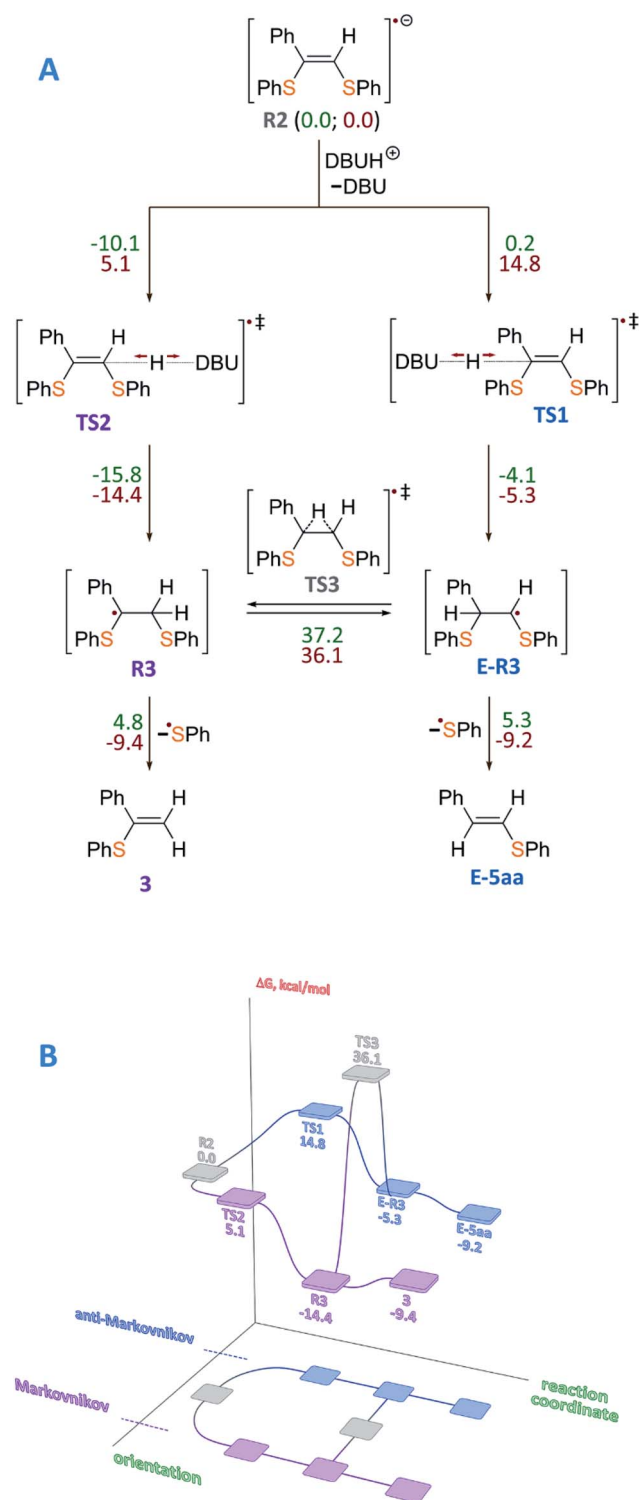 A
Ph
H
•⊖
PhS
SPh
R2 (0.0; 0.0)
DBUH⊕
–DBU
-10.1
5.1
0.2
14.8
•‡
Ph
H
H
DBU
PhS
SPh
TS2
•‡
DBU
H
Ph
H
PhS
SPh
TS1
-15.8
-14.4
-4.1
-5.3
•‡
Ph
H
H
PhS
SPh
TS3
Ph
H
H
PhS
SPh
R3
37.2
36.1
Ph
H
H
PhS
SPh
E-R3
4.8
-9.4
–SPh
–SPh
5.3
-9.2
Ph
H
PhS
H
3
Ph
H
H
SPh
E-5aa
ΔG, kcal/mol
B
TS3
36.1
R2
0.0
TS1
14.8
TS2
5.1
E-R3
-5.3
E-5aa
-9.2
R3
-14.4
3
-9.4
anti-Markovnikov
Markovnikov
reaction
coordinate
orientation